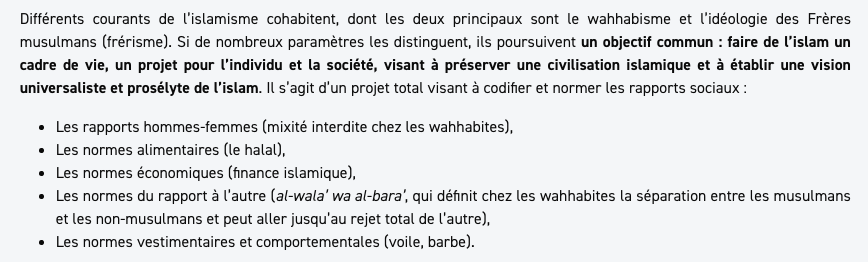 Différents courants de l’islamisme cohabitent, dont les deux principaux sont le wahhabisme et l’idéologie des Frères
musulmans (frérisme). Si de nombreux paramètres les distinguent, ils poursuivent un objectif commun : faire de l’islam un
cadre de vie, un projet pour l’individu et la société, visant à préserver une civilisation islamique et à établir une vision
universaliste et prosélyte de l’islam. Il s’agit d’un projet total visant à codifier et normer les rapports sociaux :
• Les rapports hommes-femmes (mixité interdite chez les wahhabites),
• Les normes alimentaires (le halal),
• Les normes économiques (finance islamique),
• Les normes du rapport à l’autre (al-wala’ wa al-bara’, qui définit chez les wahhabites la séparation entre les musulmans
et les non-musulmans et peut aller jusqu’au rejet total de l’autre),
• Les normes vestimentaires et comportementales (voile, barbe).